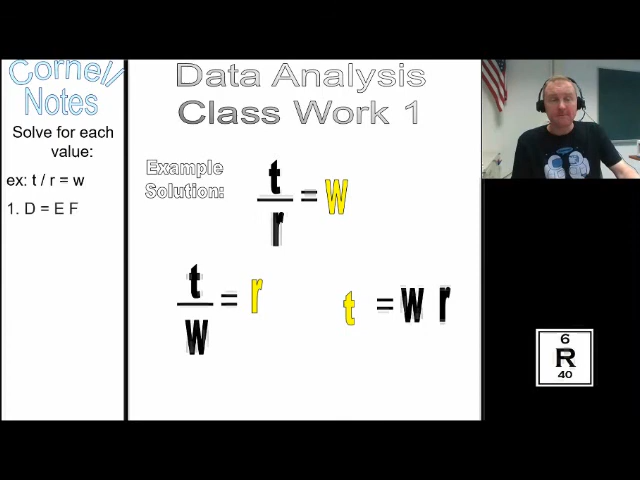 Cornell
Notes
Solve for each
value:
ex: t / r = w
1. D = E F
Data Analysis
Class Work 1
Example
Solution:
t
r
= w
t
w
= r
t = w r
6
R
40